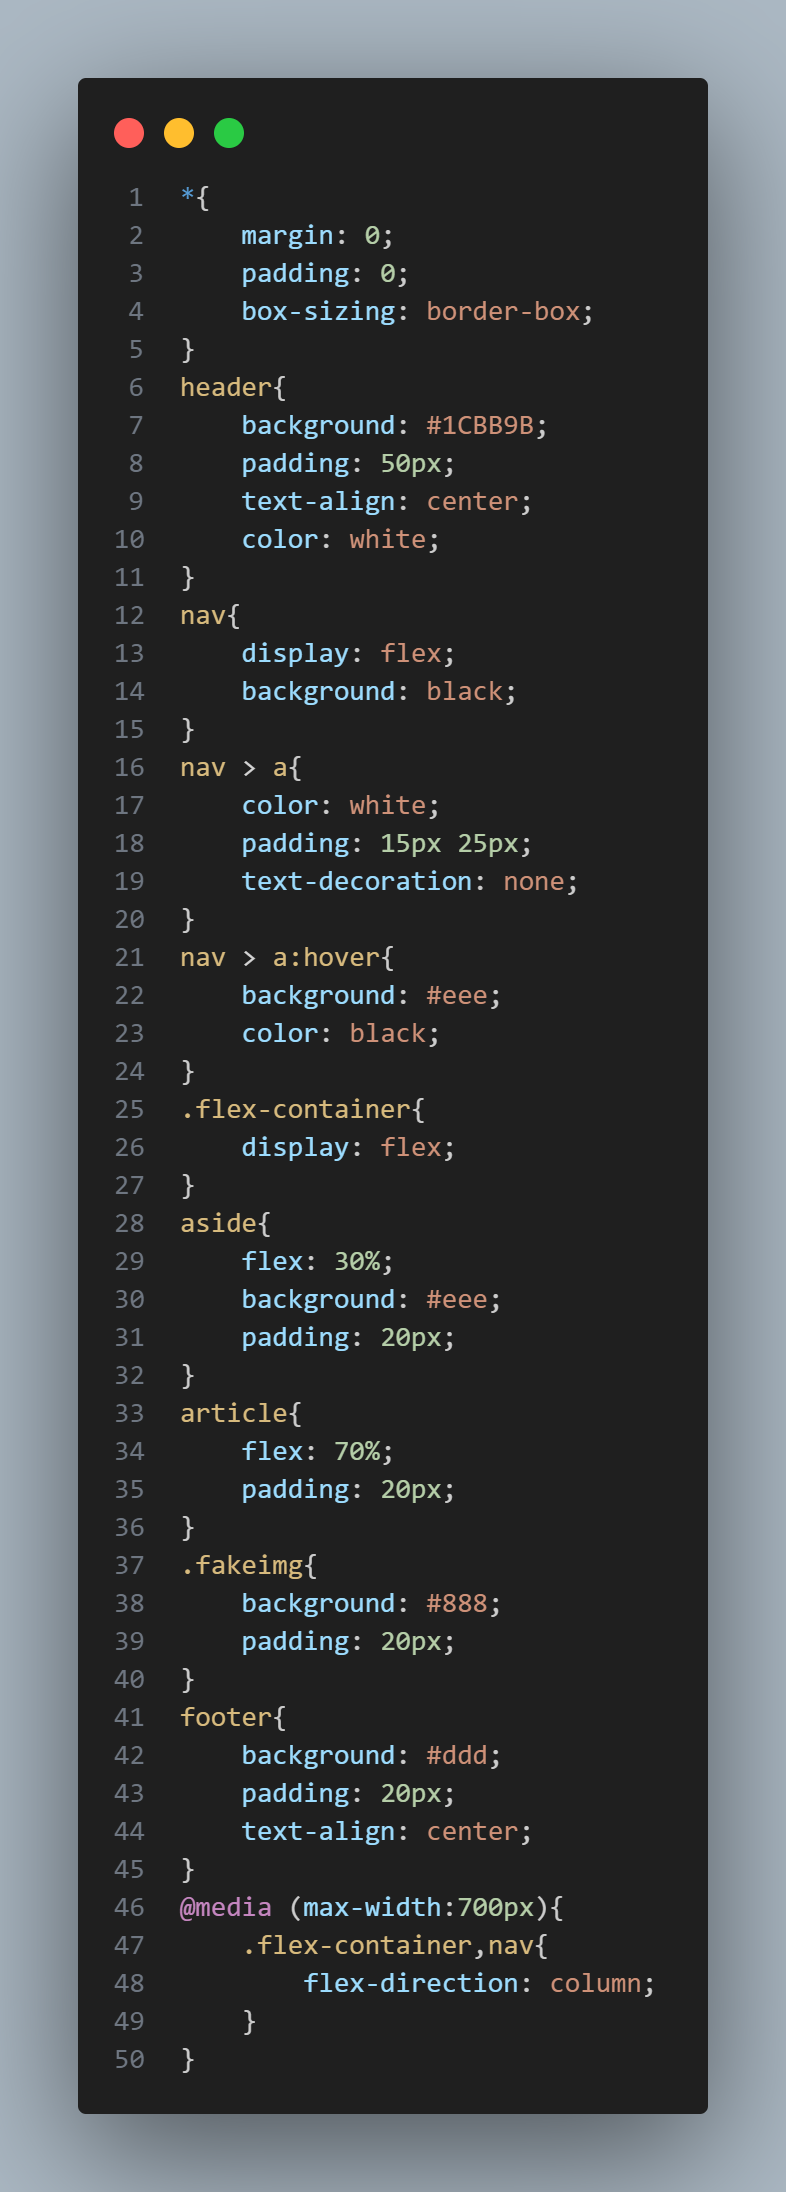 1 *{
2     margin: 0;
3     padding: 0;
4     box-sizing: border-box;
5 }
6 header{
7     background: #1CBB9B;
8     padding: 50px;
9     text-align: center;
10     color: white;
11 }
12 nav{
13     display: flex;
14     background: black;
15 }
16 nav > a{
17     color: white;
18     padding: 15px 25px;
19     text-decoration: none;
20 }
21 nav > a:hover{
22     background: #eee;
23     color: black;
24 }
25 .flex-container{
26     display: flex;
27 }
28 aside{
29     flex: 30%;
30     background: #eee;
31     padding: 20px;
32 }
33 article{
34     flex: 70%;
35     padding: 20px;
36 }
37 .fakeimg{
38     background: #888;
39     padding: 20px;
40 }
41 footer{
42     background: #ddd;
43     padding: 20px;
44     text-align: center;
45 }
46 @media (max-width:700px){
47     .flex-container,nav{
48         flex-direction: column;
49     }
50 }